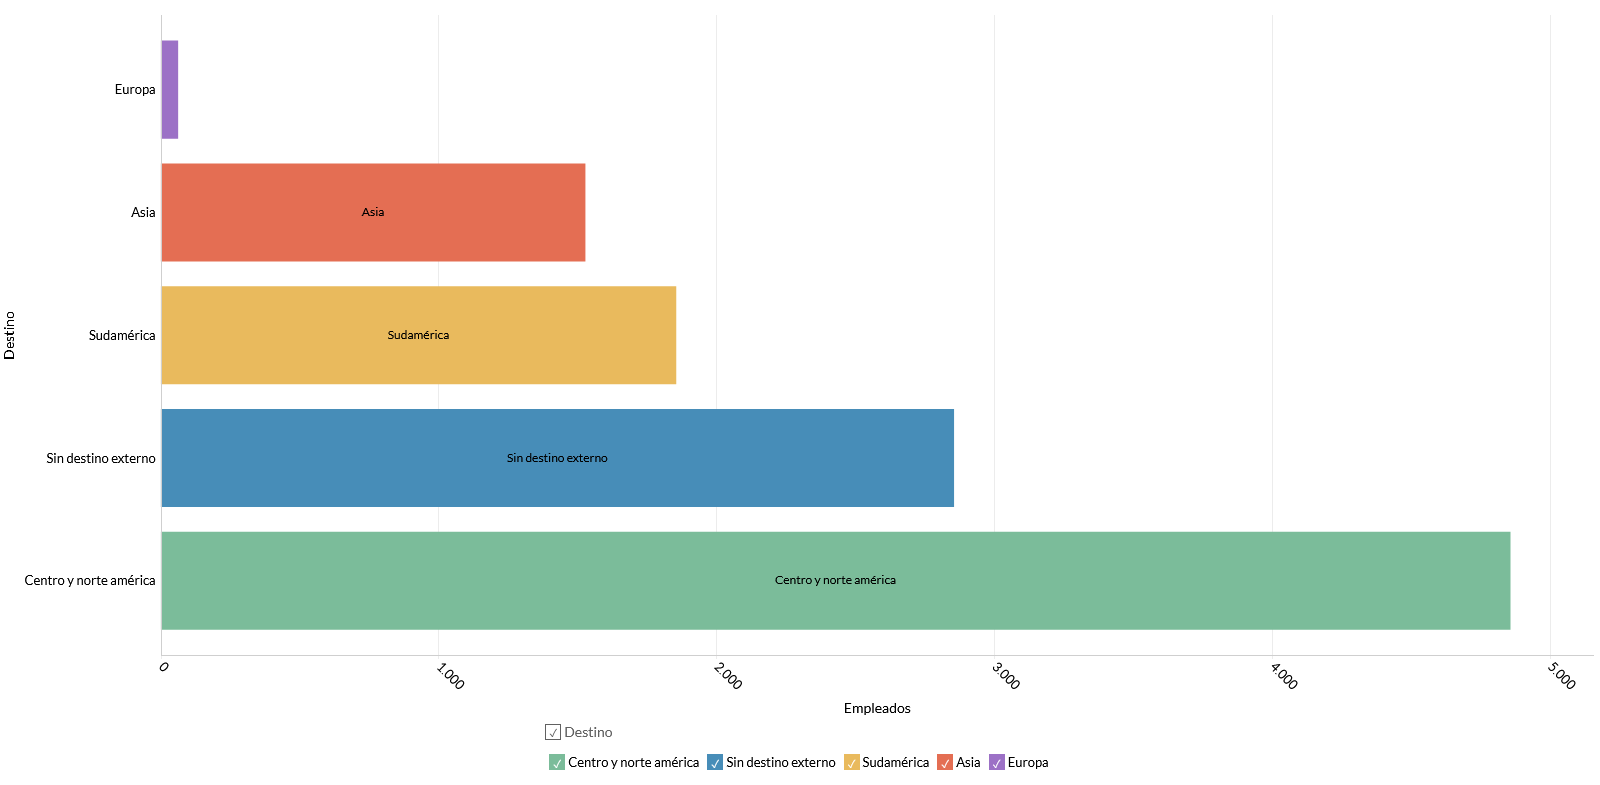 Europa
Asia
Asia
Sudamérica
Sudamérica
Destino
Sin destino externo
Sin destino externo
Centro y norte américa
Centro y norte américa
0
1.000
2.000
3.000
4.000
5.000
Empleados
Destino
Centro y norte américa Sin destino externo Sudamérica Asia Europa